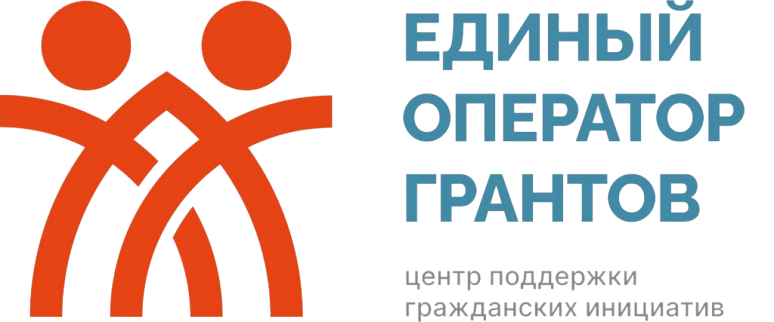 ЕДИНЫЙ
ОПЕРАТОР
ГРАНТОВ
центр поддержки
гражданских инициатив